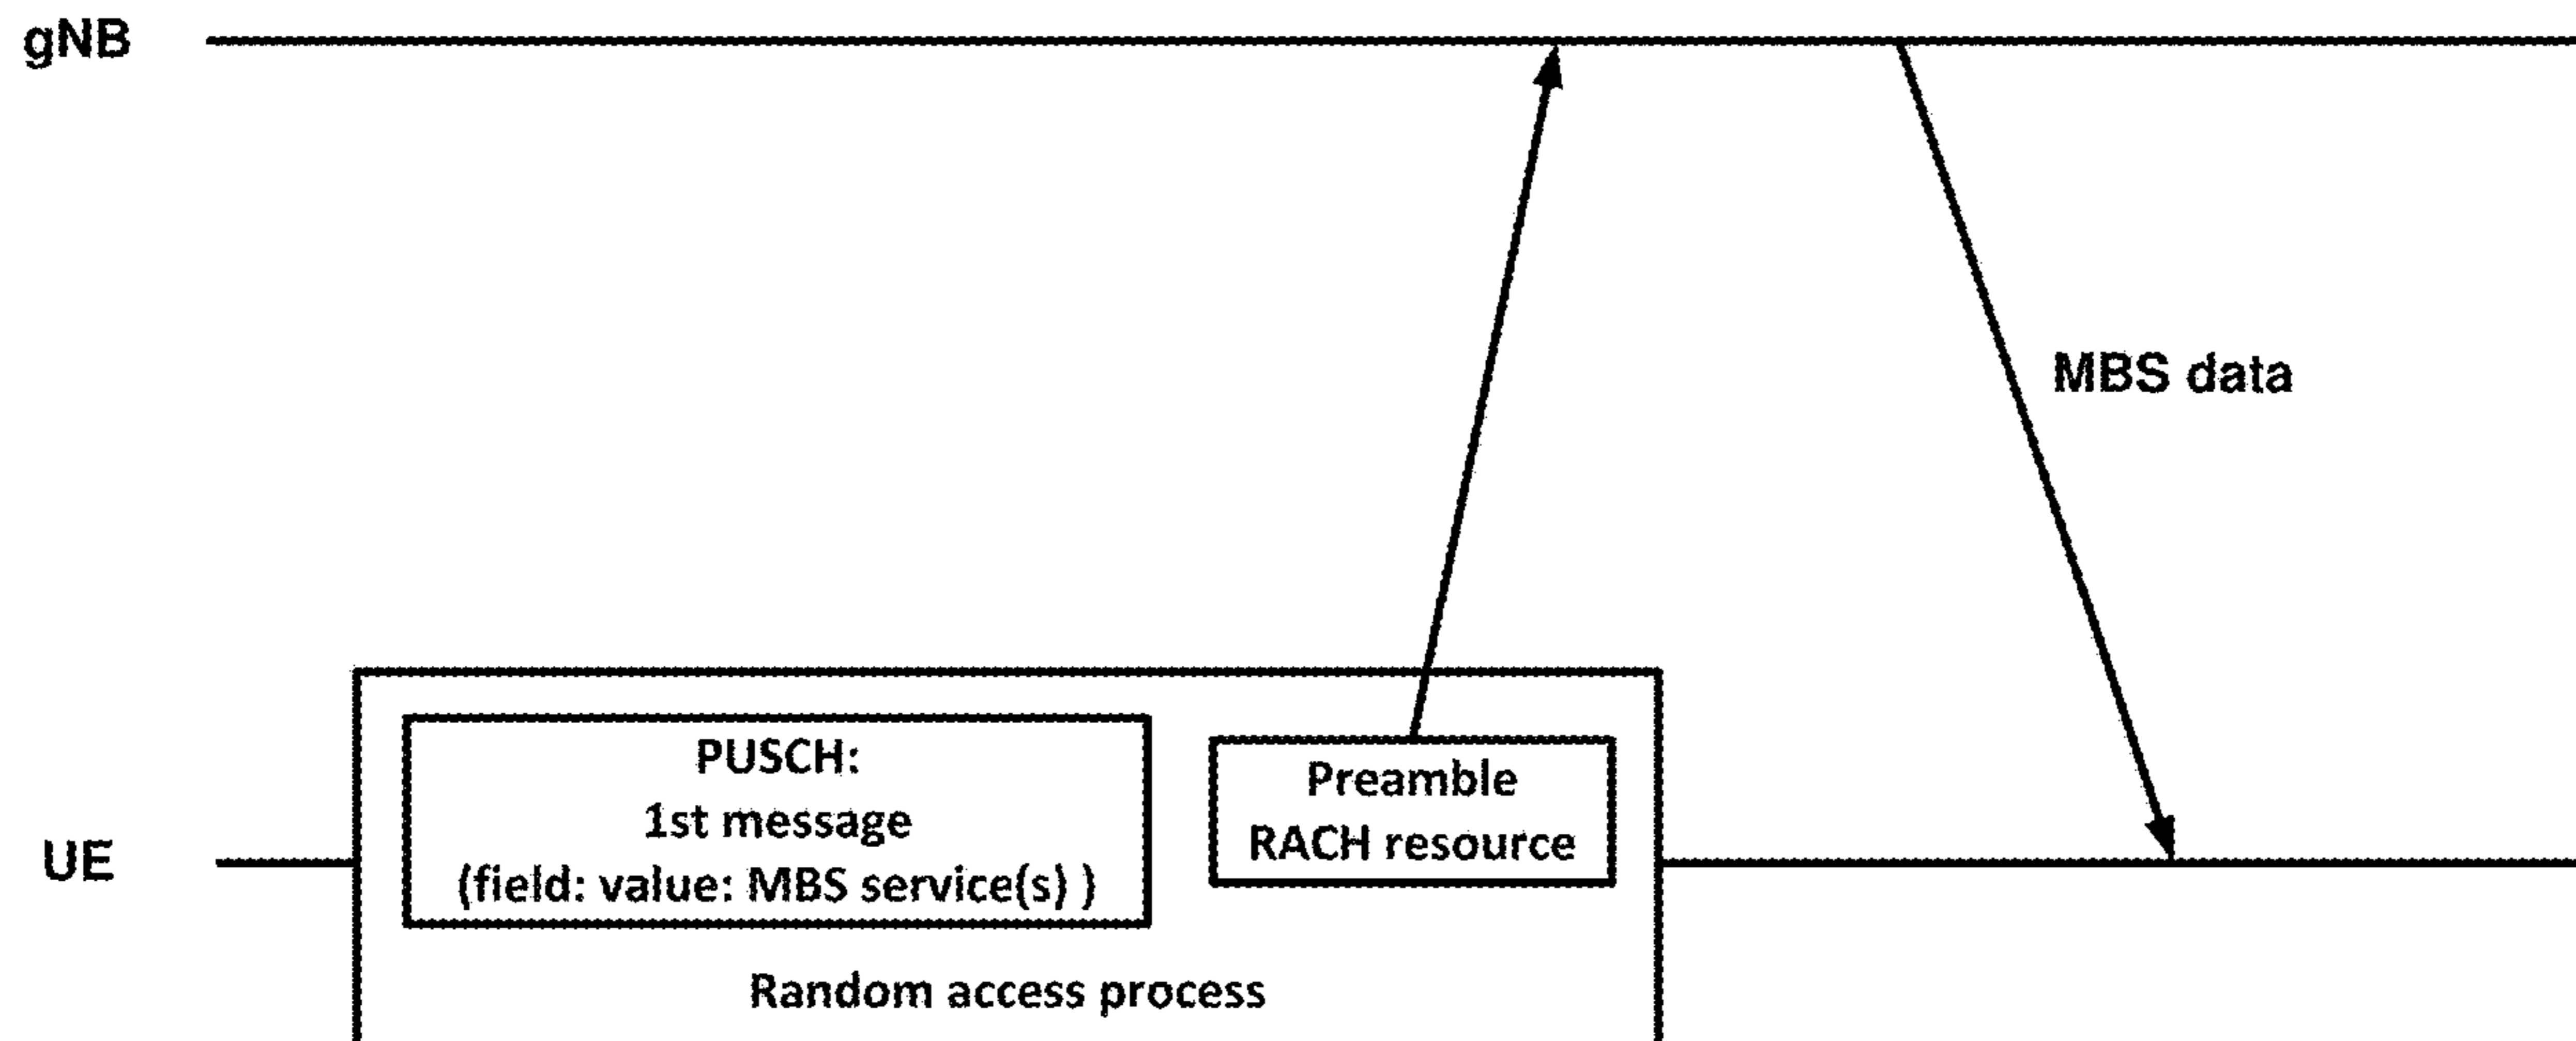 gNB
MBS data
PUSCH:
1st message
(field: value: MBS service(s) )
Preamble
RACH resource
UE
Random access process